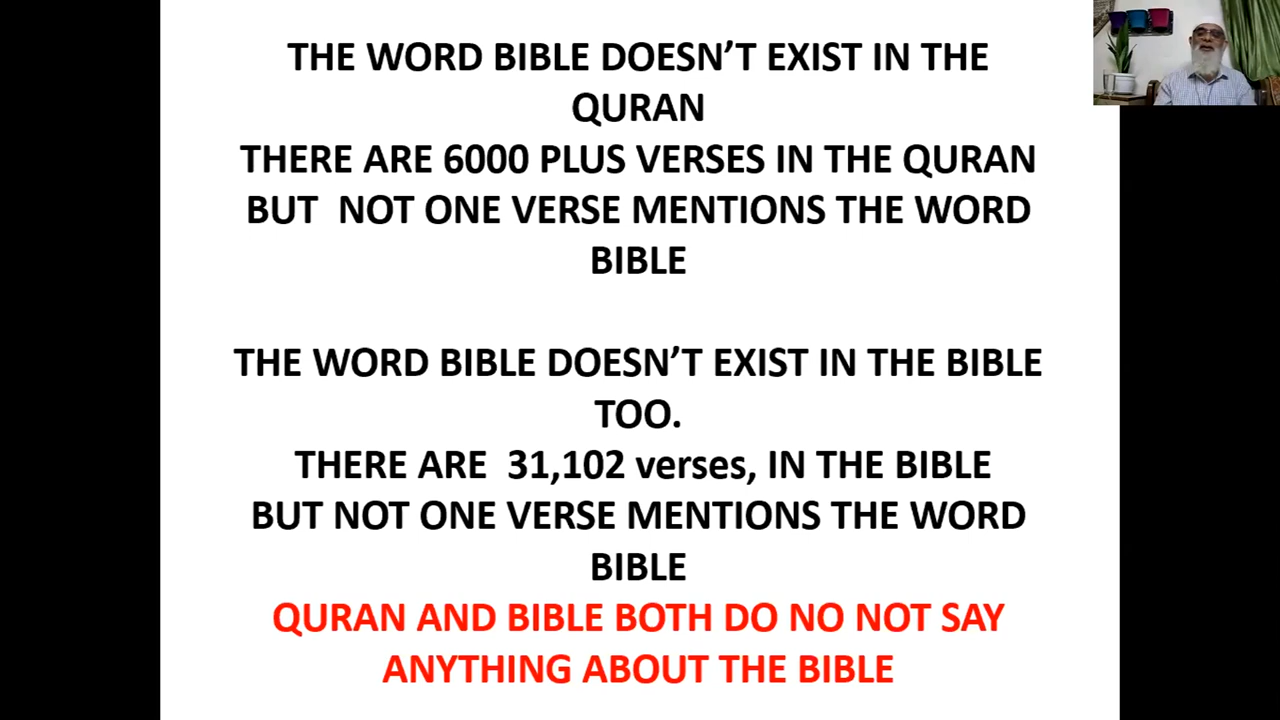 THE WORD BIBLE DOESN’T EXIST IN THE
QURAN
THERE ARE 6000 PLUS VERSES IN THE QURAN
BUT NOT ONE VERSE MENTIONS THE WORD
BIBLE
THE WORD BIBLE DOESN’T EXIST IN THE BIBLE
TOO.
THERE ARE 31,102 verses, IN THE BIBLE
BUT NOT ONE VERSE MENTIONS THE WORD
BIBLE
QURAN AND BIBLE BOTH DO NO NOT SAY
ANYTHING ABOUT THE BIBLE